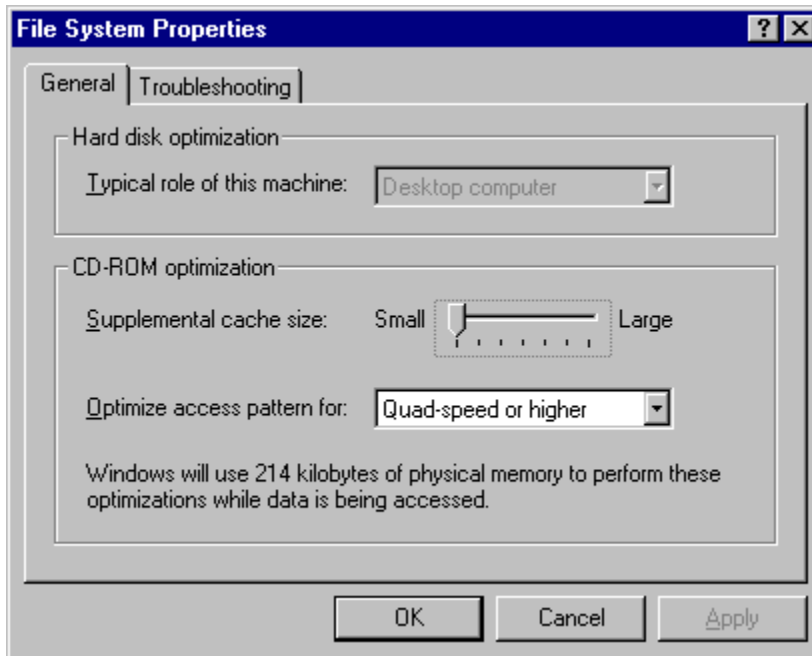 File System Properties
General Troubleshooting
Hard disk optimization
Typical role of this machine: Desktop computer
CD-ROM optimization
Supplemental cache size: Small Large
Optimize access pattern for: Quad-speed or higher
Windows will use 214 kilobytes of physical memory to perform these
optimizations while data is being accessed.
OK Cancel Apply